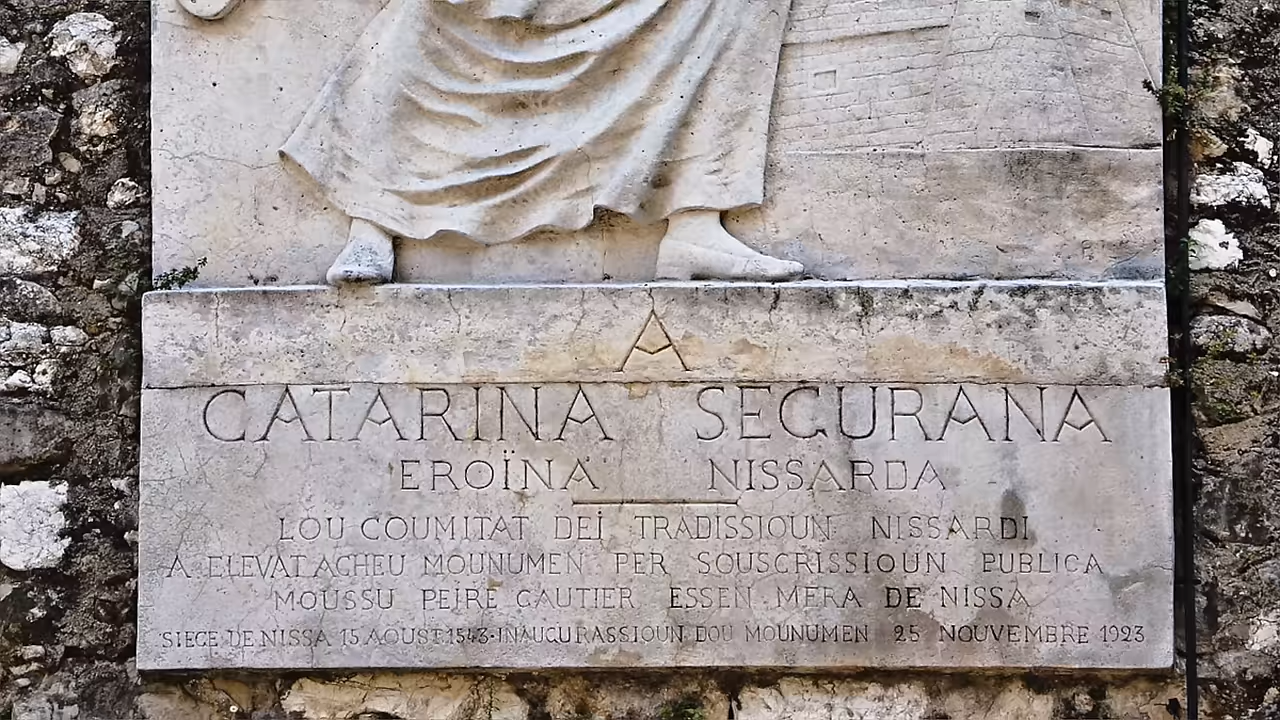 A
CATARINA SEGURANA
EROÏNA NISSARDA
LOU COUMITAT DEÍ TRADISSIOUN NISSARDI
A ELEVAT ACHEU MOUNUMEN PER SOUSCRISSIOUN PUBLICA
MOUSSU PEIRE GAUTIER ESSEN MERA DE NISSA
SIEGE DE NISSA 15 AOUST 1543·INAUGURASSIOUN DOU MOUNUMEN 25 NOUVEMBRE 1923